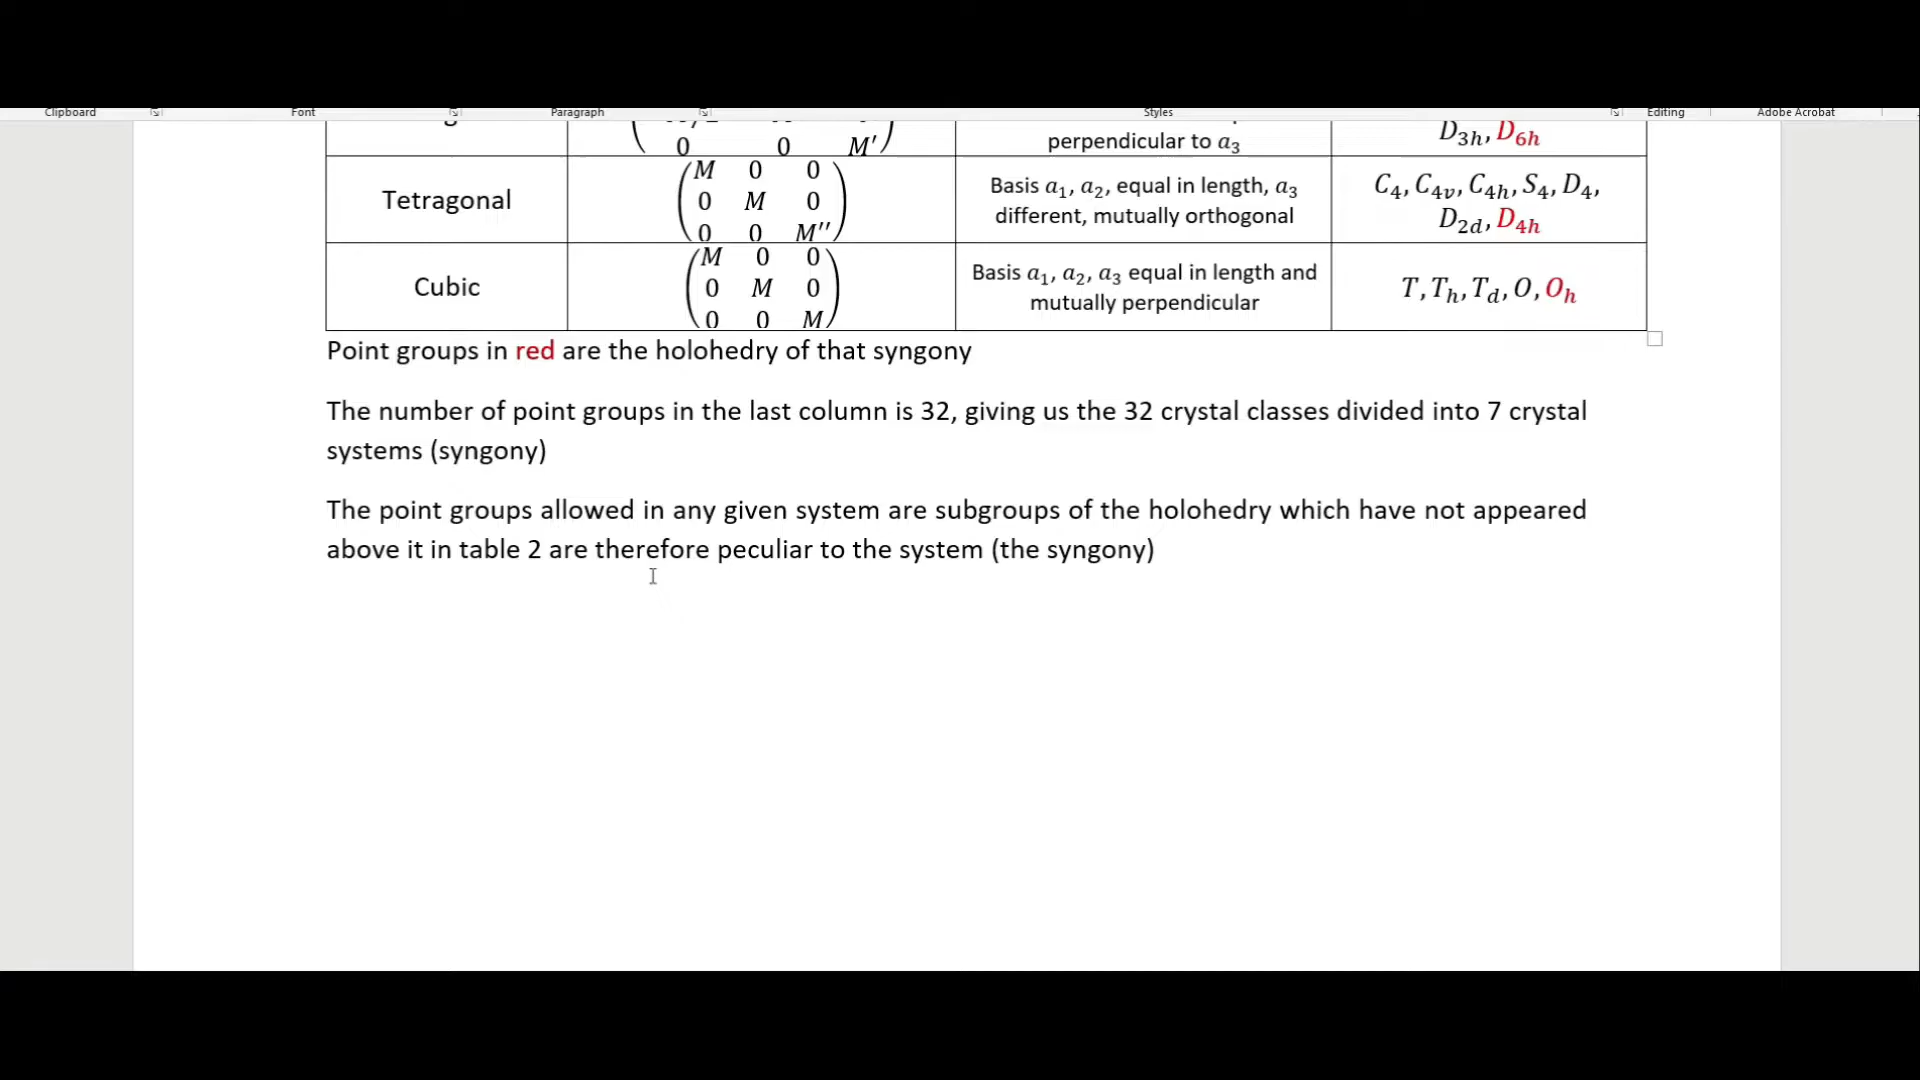 Clipboard Font Paragraph Styles Editing Adobe Acrobat
0 0 M′
perpendicular to a₃
D₃ₕ, D₆ₕ
Tetragonal
M 0 0
0 M 0
0 0 M′′
Basis a₁, a₂, equal in length, a₃
different, mutually orthogonal
C₄, C₄ᵥ, C₄ₕ, S₄, D₄,
D₂d, D₄ₕ
Cubic
M 0 0
0 M 0
0 0 M
Basis a₁, a₂, a₃ equal in length and
mutually perpendicular
T, Tₕ, Td, O, Oₕ
Point groups in red are the holohedry of that syngony
The number of point groups in the last column is 32, giving us the 32 crystal classes divided into 7 crystal
systems (syngony)
The point groups allowed in any given system are subgroups of the holohedry which have not appeared
above it in table 2 are therefore peculiar to the system (the syngony)